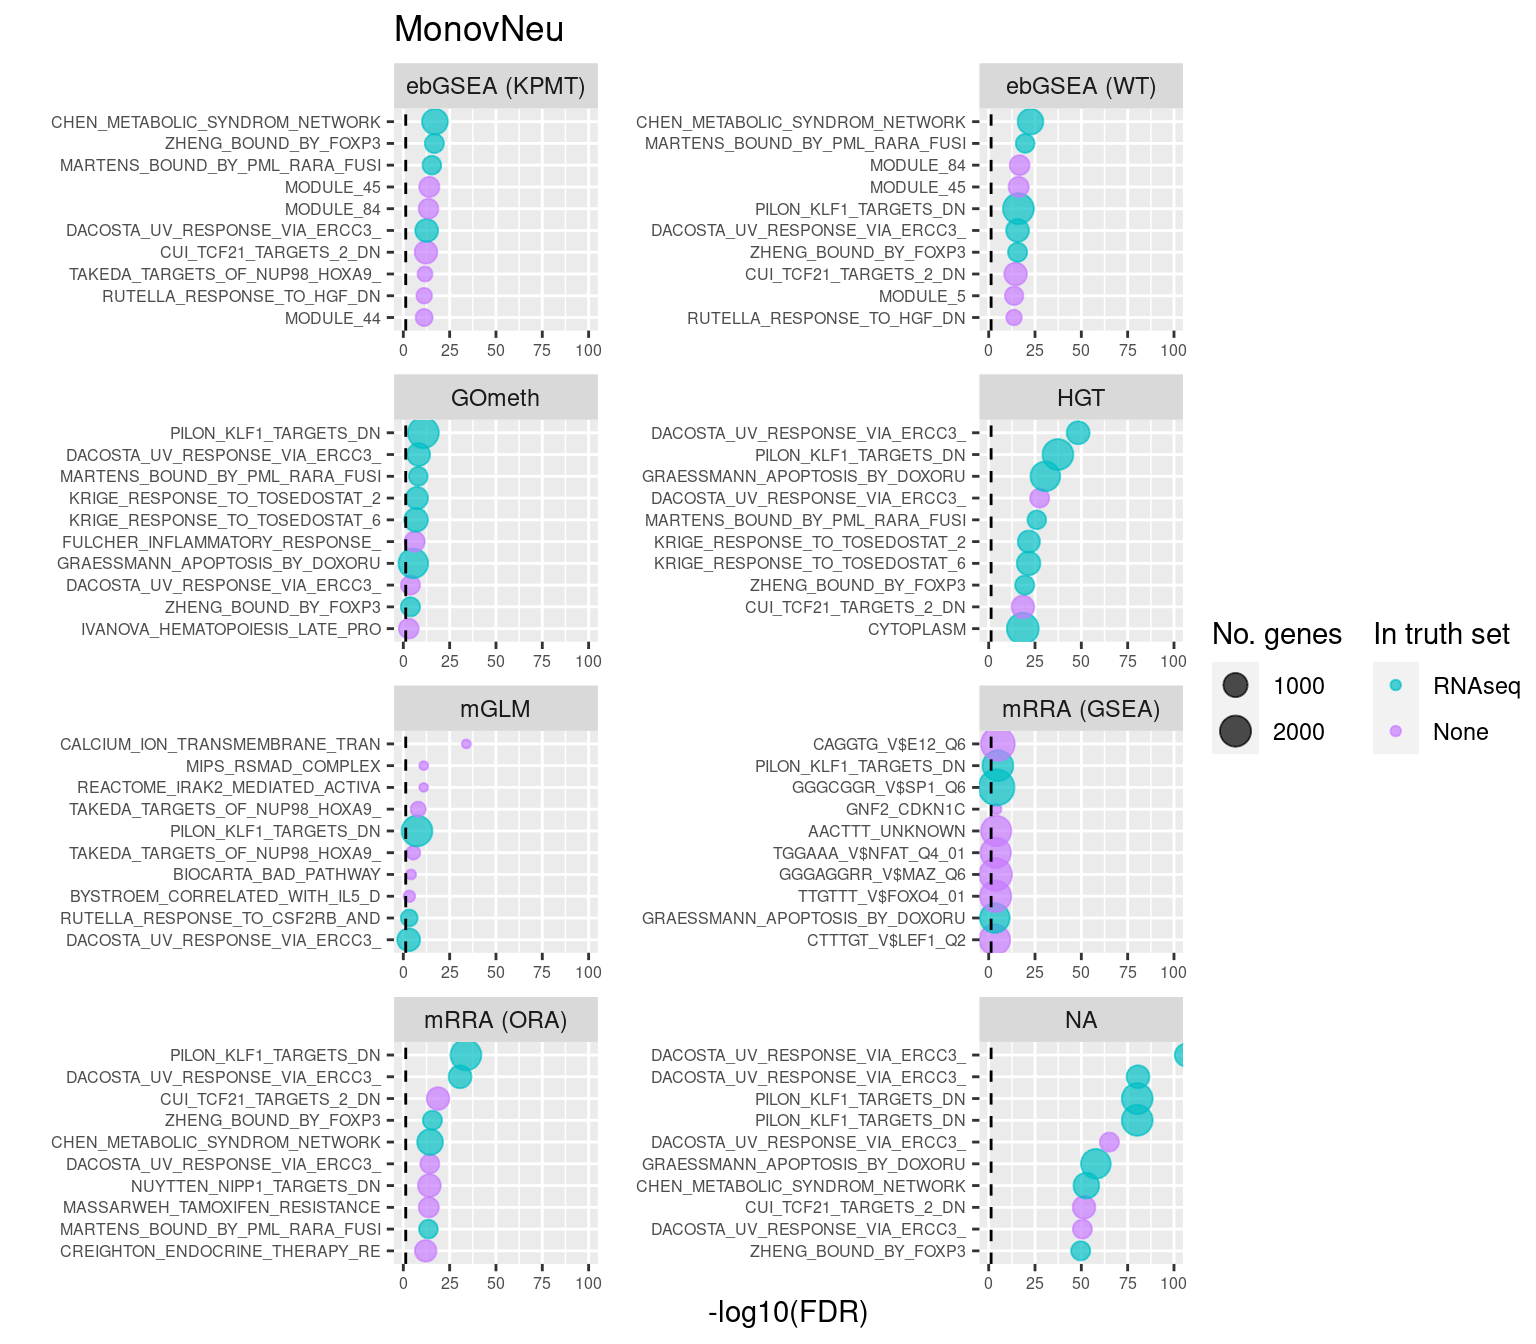 MonovNeu
ebGSEA (KPMT)
CHEN_METABOLIC_SYNDROM_NETWORK
ZHENG_BOUND_BY_FOXP3
MARTENS_BOUND_BY_PML_RARA_FUSI
MODULE_45
MODULE_84
DACOSTA_UV_RESPONSE_VIA_ERCC3_
CUI_TCF21_TARGETS_2_DN
TAKEDA_TARGETS_OF_NUP98_HOXA9_
RUTELLA_RESPONSE_TO_HGF_DN
MODULE_44
0 25 50 75 100
ebGSEA (WT)
CHEN_METABOLIC_SYNDROM_NETWORK
MARTENS_BOUND_BY_PML_RARA_FUSI
MODULE_84
MODULE_45
PILON_KLF1_TARGETS_DN
DACOSTA_UV_RESPONSE_VIA_ERCC3_
ZHENG_BOUND_BY_FOXP3
CUI_TCF21_TARGETS_2_DN
MODULE_5
RUTELLA_RESPONSE_TO_HGF_DN
0 25 50 75 100
GOmeth
PILON_KLF1_TARGETS_DN
DACOSTA_UV_RESPONSE_VIA_ERCC3_
MARTENS_BOUND_BY_PML_RARA_FUSI
KRIGE_RESPONSE_TO_TOSEDOSTAT_2
KRIGE_RESPONSE_TO_TOSEDOSTAT_6
FULCHER_INFLAMMATORY_RESPONSE_
GRAESSMANN_APOPTOSIS_BY_DOXORU
DACOSTA_UV_RESPONSE_VIA_ERCC3_
ZHENG_BOUND_BY_FOXP3
IVANOVA_HEMATOPOIESIS_LATE_PRO
0 25 50 75 100
HGT
DACOSTA_UV_RESPONSE_VIA_ERCC3_
PILON_KLF1_TARGETS_DN
GRAESSMANN_APOPTOSIS_BY_DOXORU
DACOSTA_UV_RESPONSE_VIA_ERCC3_
MARTENS_BOUND_BY_PML_RARA_FUSI
KRIGE_RESPONSE_TO_TOSEDOSTAT_2
KRIGE_RESPONSE_TO_TOSEDOSTAT_6
ZHENG_BOUND_BY_FOXP3
CUI_TCF21_TARGETS_2_DN
CYTOPLASM
0 25 50 75 100
mGLM
CALCIUM_ION_TRANSMEMBRANE_TRAN
MIPS_RSMAD_COMPLEX
REACTOME_IRAK2_MEDIATED_ACTIVA
TAKEDA_TARGETS_OF_NUP98_HOXA9_
PILON_KLF1_TARGETS_DN
TAKEDA_TARGETS_OF_NUP98_HOXA9_
BIOCARTA_BAD_PATHWAY
BYSTROEM_CORRELATED_WITH_IL5_D
RUTELLA_RESPONSE_TO_CSF2RB_AND
DACOSTA_UV_RESPONSE_VIA_ERCC3_
0 25 50 75 100
mRRA (GSEA)
CAGGTG_V$E12_Q6
PILON_KLF1_TARGETS_DN
GGGCGGR_V$SP1_Q6
GNF2_CDKN1C
AACTTT_UNKNOWN
TGGAAA_V$NFAT_Q4_01
GGGAGGRR_V$MAZ_Q6
TTGTTT_V$FOXO4_01
GRAESSMANN_APOPTOSIS_BY_DOXORU
CTTTGT_V$LEF1_Q2
0 25 50 75 100
mRRA (ORA)
PILON_KLF1_TARGETS_DN
DACOSTA_UV_RESPONSE_VIA_ERCC3_
CUI_TCF21_TARGETS_2_DN
ZHENG_BOUND_BY_FOXP3
CHEN_METABOLIC_SYNDROM_NETWORK
DACOSTA_UV_RESPONSE_VIA_ERCC3_
NUYTTEN_NIPP1_TARGETS_DN
MASSARWEH_TAMOXIFEN_RESISTANCE
MARTENS_BOUND_BY_PML_RARA_FUSI
CREIGHTON_ENDOCRINE_THERAPY_RE
0 25 50 75 100
NA
DACOSTA_UV_RESPONSE_VIA_ERCC3_
DACOSTA_UV_RESPONSE_VIA_ERCC3_
PILON_KLF1_TARGETS_DN
PILON_KLF1_TARGETS_DN
DACOSTA_UV_RESPONSE_VIA_ERCC3_
GRAESSMANN_APOPTOSIS_BY_DOXORU
CHEN_METABOLIC_SYNDROM_NETWORK
CUI_TCF21_TARGETS_2_DN
DACOSTA_UV_RESPONSE_VIA_ERCC3_
ZHENG_BOUND_BY_FOXP3
0 25 50 75 100
-log10(FDR)
No. genes
1000
2000
In truth set
RNAseq
None